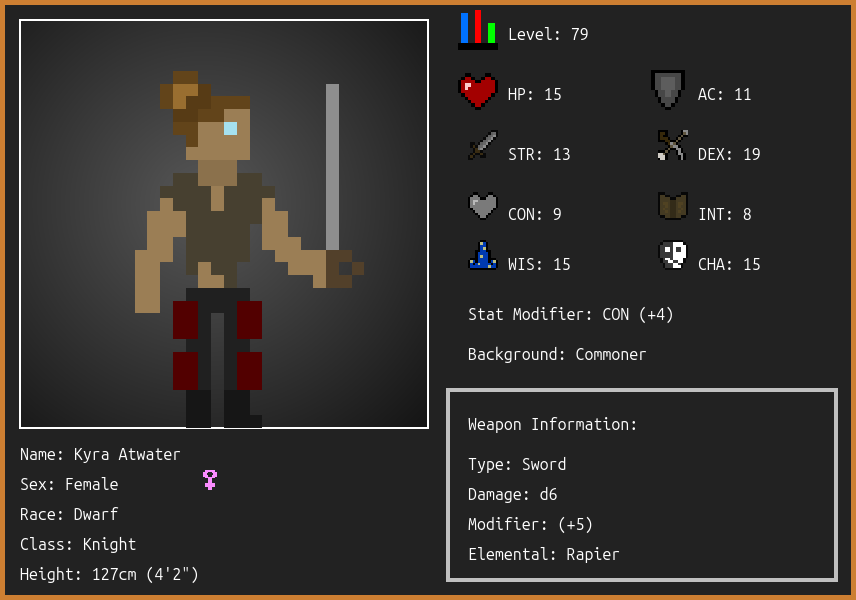 Level: 79
HP: 15
AC: 11
STR: 13
DEX: 19
CON: 9
INT: 8
WIS: 15
CHA: 15
Stat Modifier: CON (+4)
Background: Commoner
Weapon Information:
Type: Sword
Damage: d6
Modifier: (+5)
Elemental: Rapier
Name: Kyra Atwater
Sex: Female
Race: Dwarf
Class: Knight
Height: 127cm (4'2")